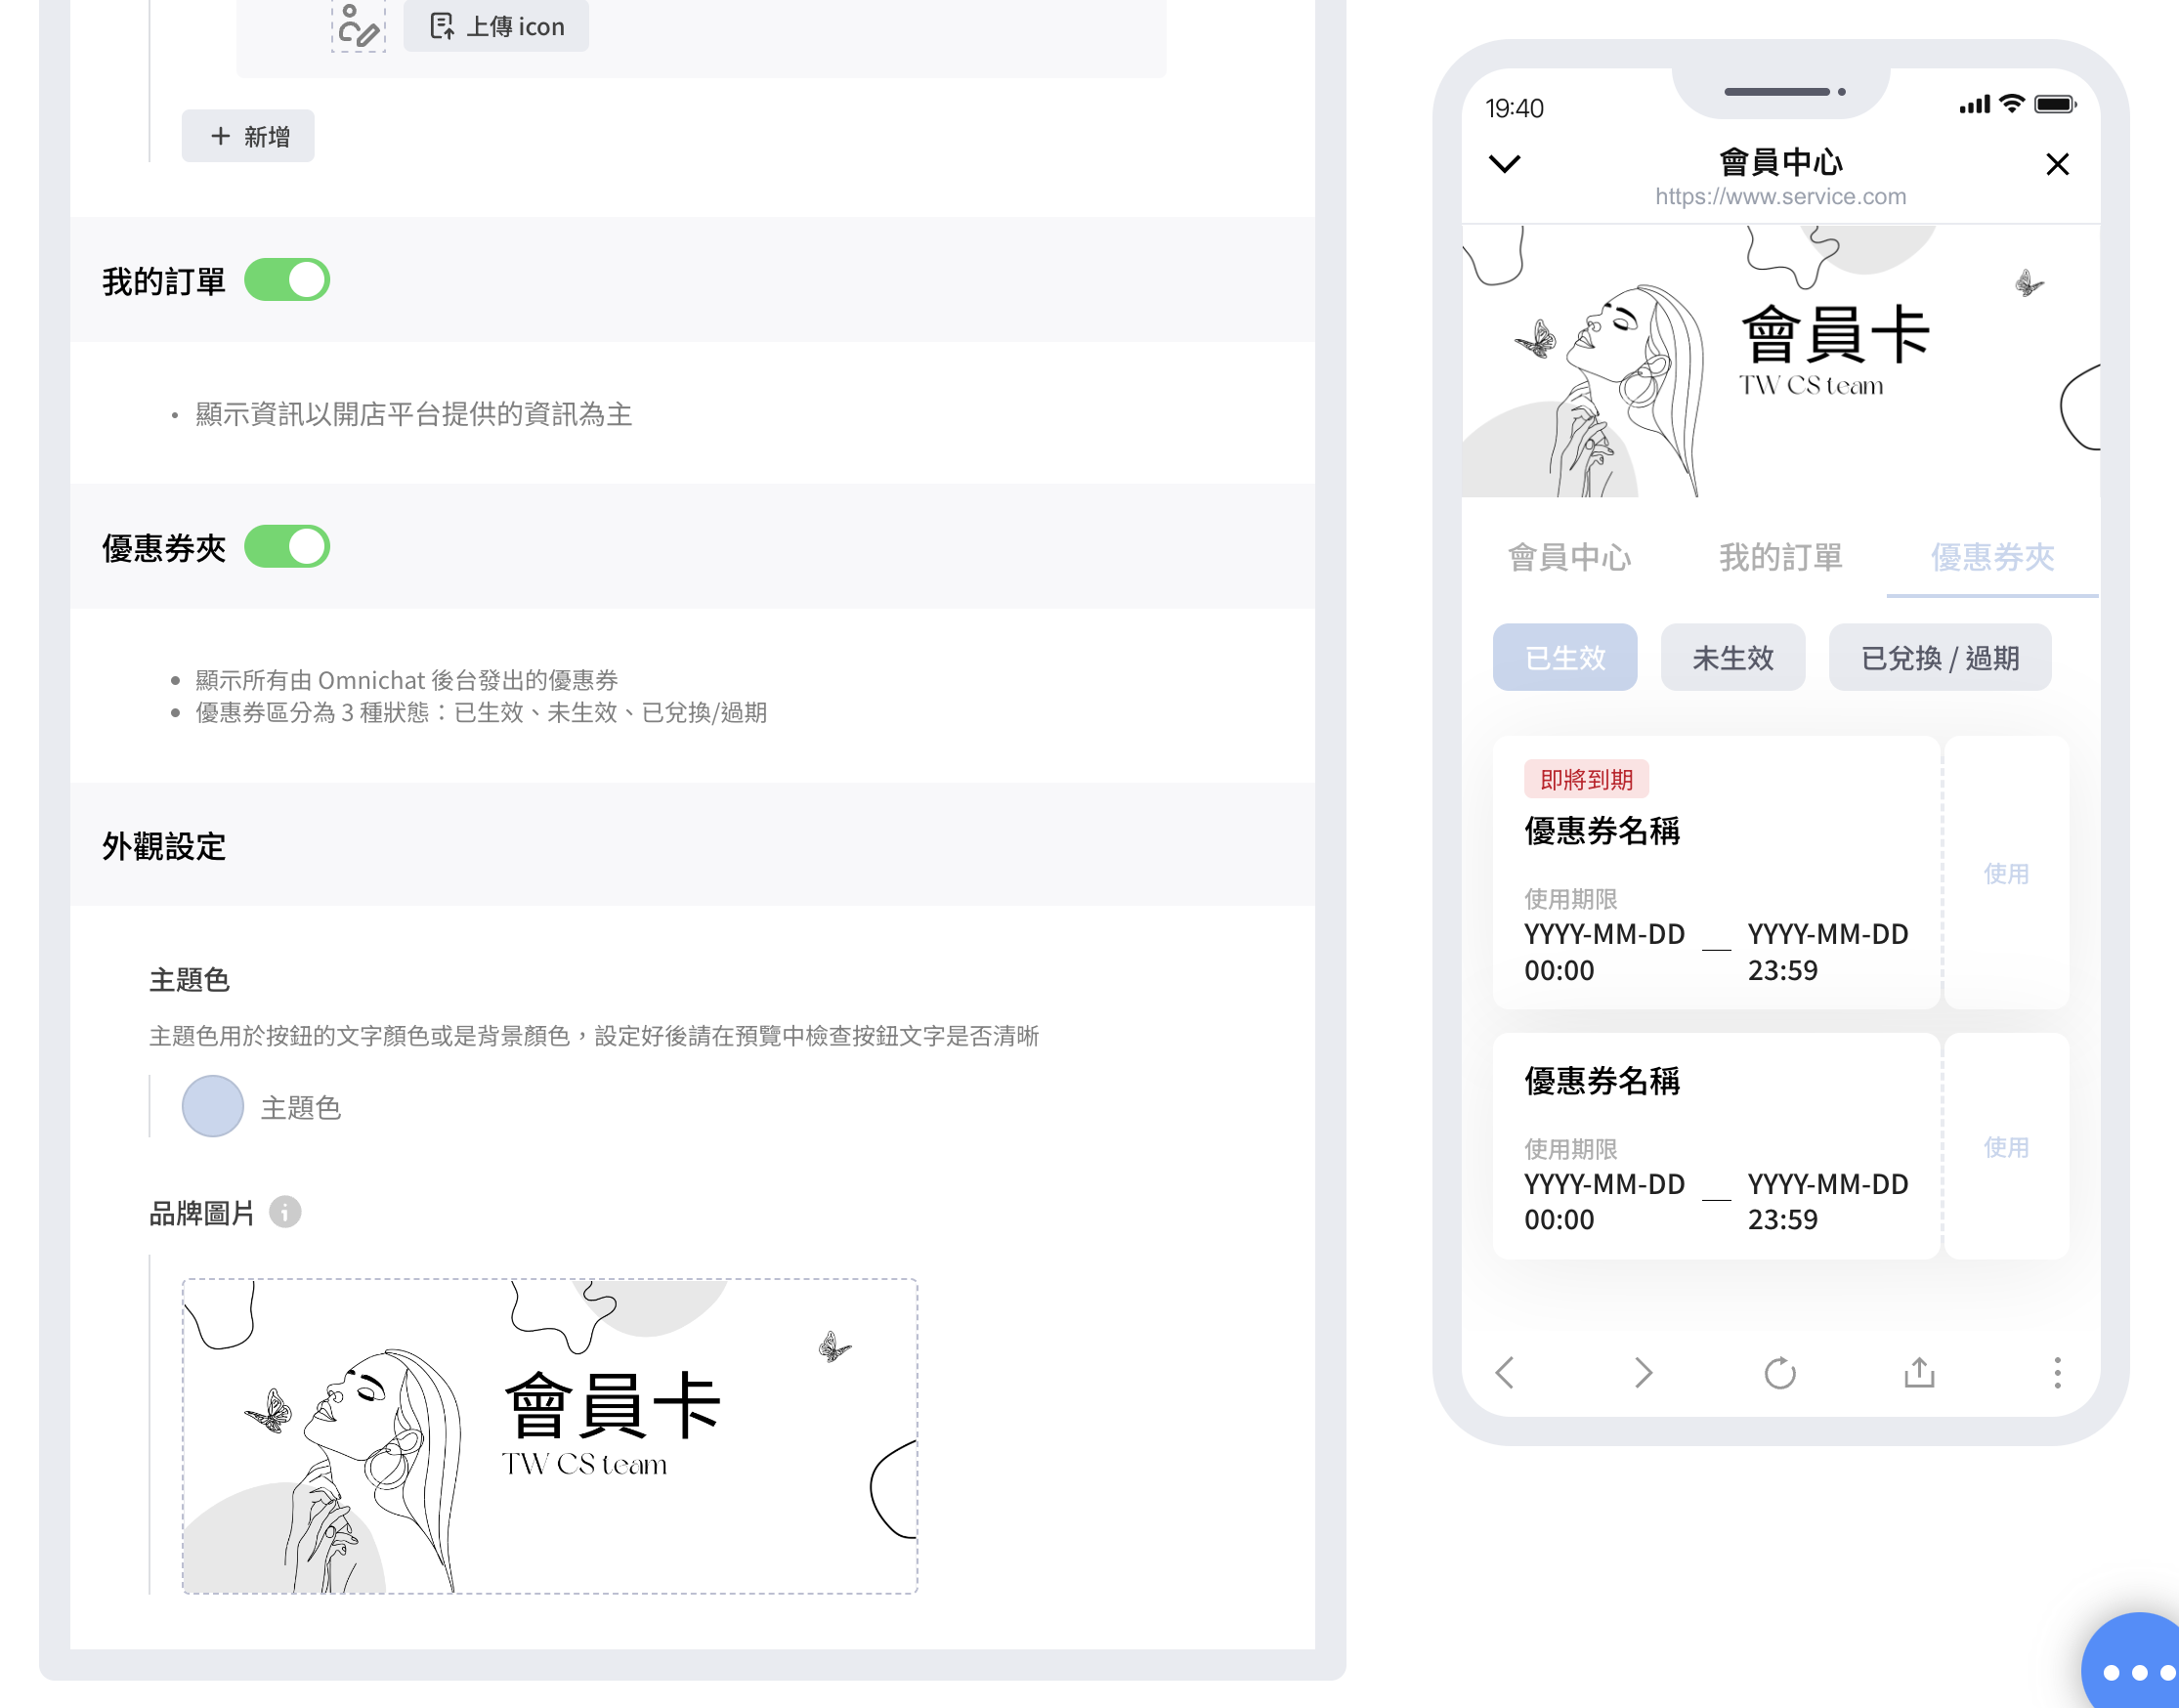 上傳 icon
+ 新增
我的訂單
• 顯示資訊以開店平台提供的資訊為主
優惠券夾
• 顯示所有由 Omnichat 後台發出的優惠券
• 優惠券區分為 3 種狀態：已生效、未生效、已兌換/過期
外觀設定
主題色
主題色用於按鈕的文字顏色或是背景顏色，設定好後請在預覽中檢查按鈕文字是否清晰
主題色
品牌圖片
會員卡
TW CS team
19:40
會員中心
https://www.service.com
會員卡
TW CS team
會員中心 我的訂單 優惠券夾
已生效 未生效 已兌換 / 過期
即將到期
優惠券名稱
使用
使用期限
YYYY-MM-DD — YYYY-MM-DD
00:00 23:59
優惠券名稱
使用
使用期限
YYYY-MM-DD — YYYY-MM-DD
00:00 23:59